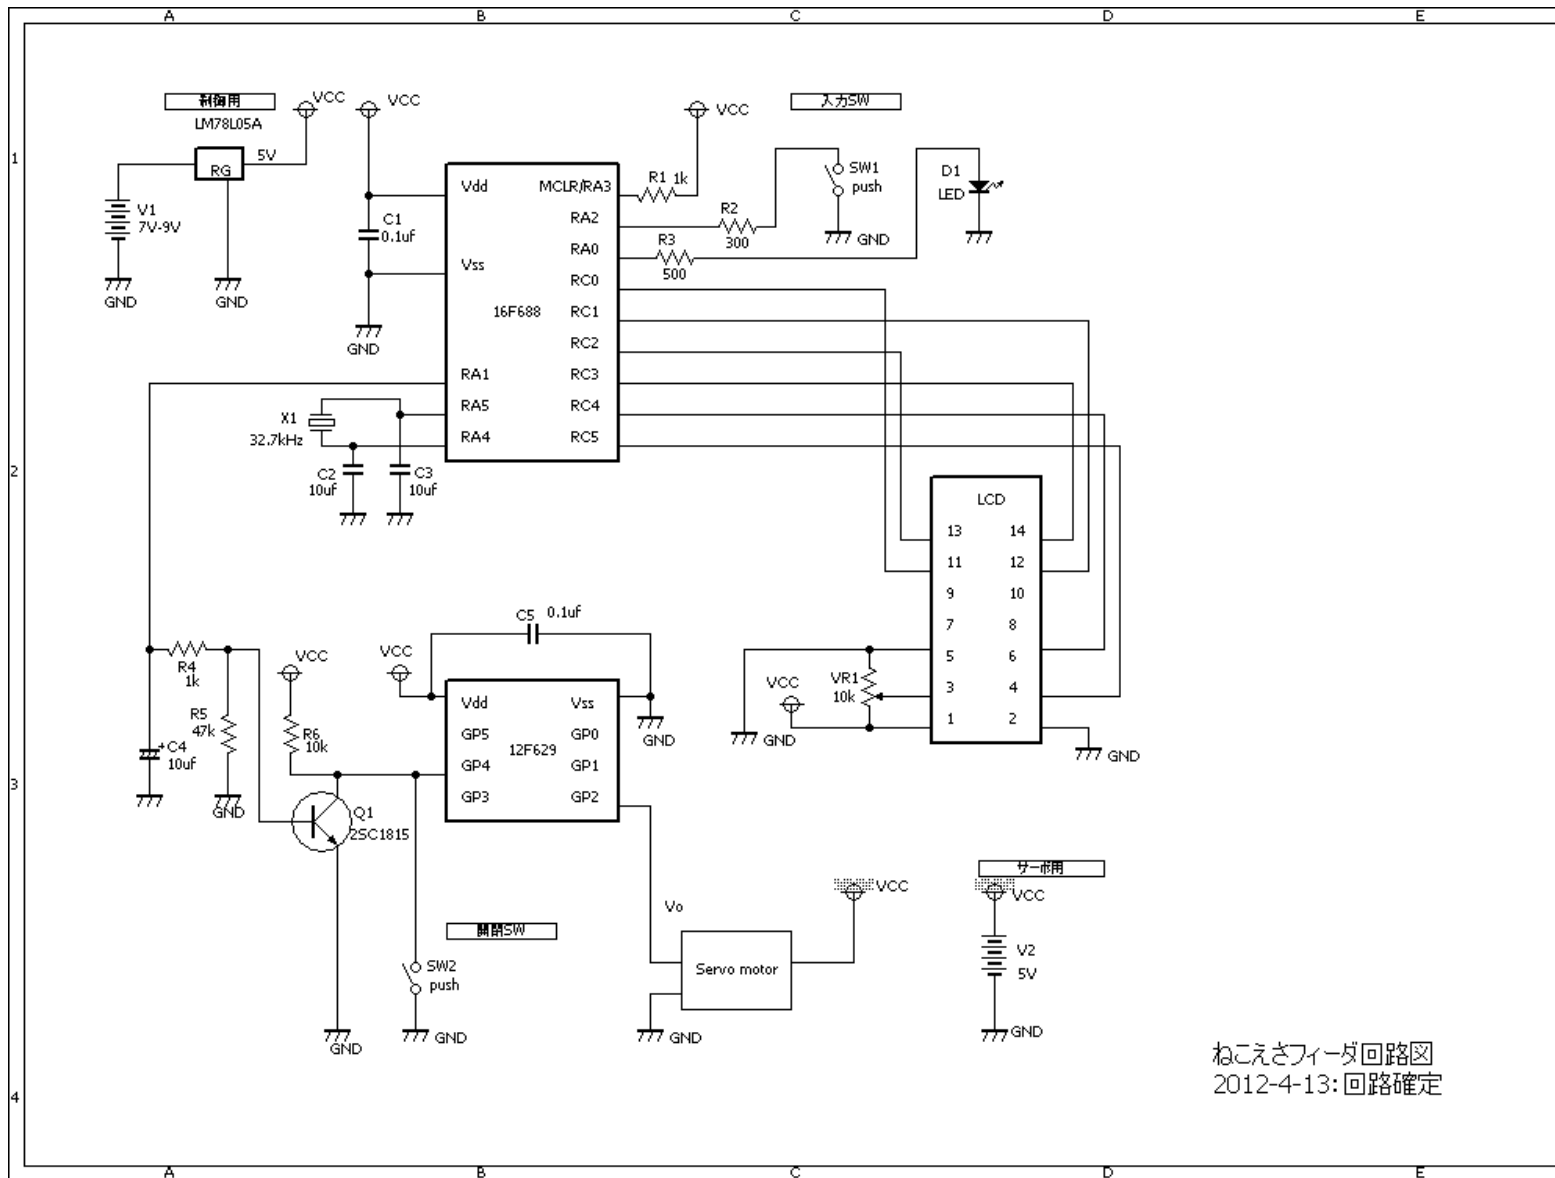 A B C D E
1
2
3
4
制御用
LM78L05A
RG
5V
VCC
V1
7V-9V
GND
GND
VCC
C1
0.1uf
GND
Vdd
Vss
16F688
RA1
RA5
RA4
MCLR/RA3
RA2
RA0
RC0
RC1
RC2
RC3
RC4
RC5
R1 1k
VCC
R2
300
R3
500
入力SW
SW1
push
GND
D1
LED
X1
32.7kHz
C2
10uf
C3
10uf
LCD
13 14
11 12
9 10
7 8
5 6
3 4
1 2
VCC
VR1
10k
GND
GND
R4
1k
R5
47k
GND
C4
+
10uf
VCC
R6
10k
Q1
2SC1815
GND
C5 0.1uf
VCC
Vdd Vss
GP5 GP0
GP4 GP1
GP3 GP2
12F629
GND
開閉SW
SW2
push
GND
Vo
Servo motor
VCC
GND
サーボ用
VCC
V2
5V
GND
ねこえさフィーダ回路図
2012-4-13:回路確定
A B C D E